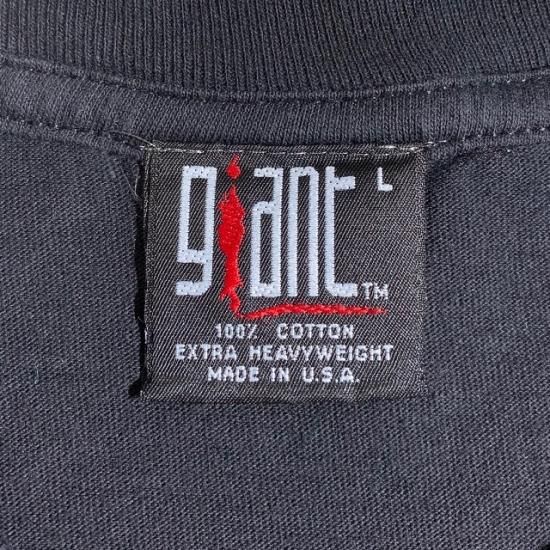 giant L
TM
100% COTTON
EXTRA HEAVYWEIGHT
MADE IN U.S.A.